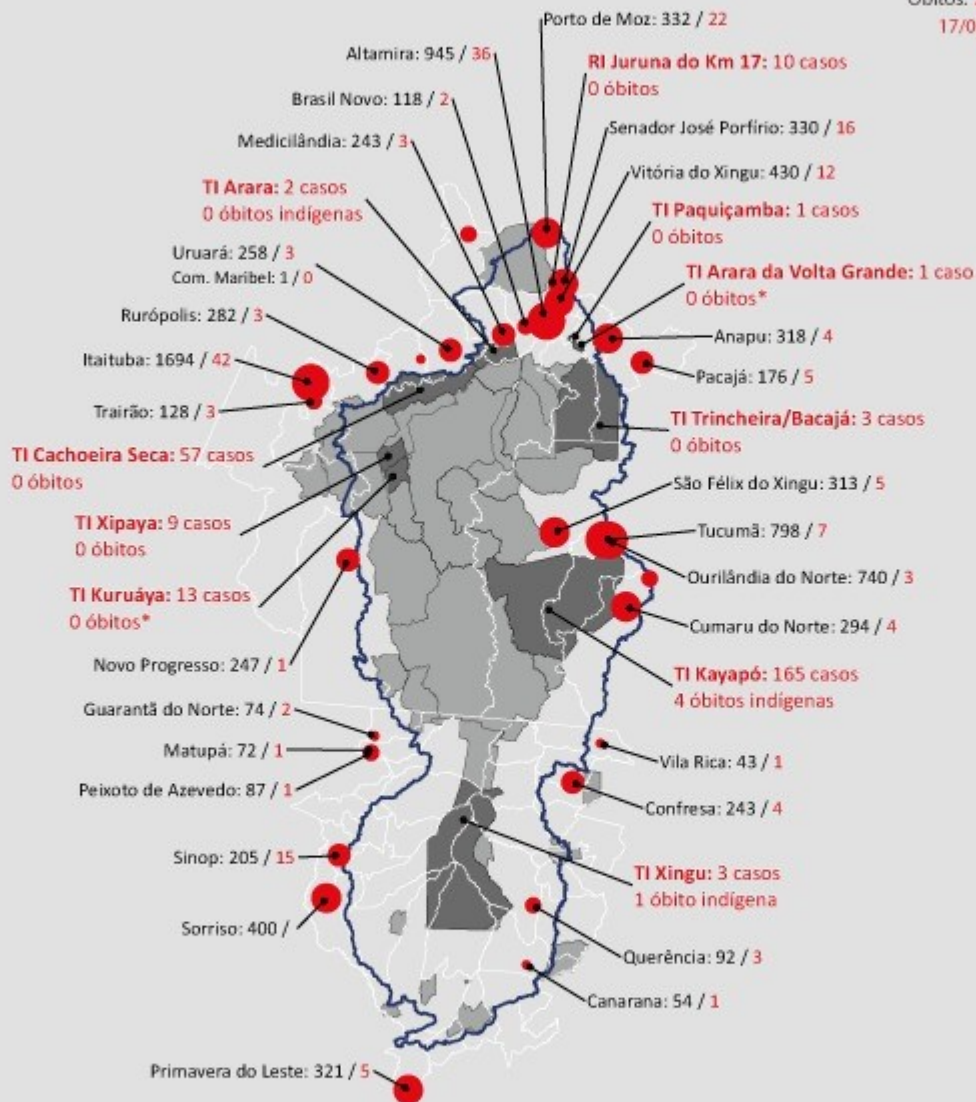 Óbitos:
17/0
Porto de Moz: 332 / 22
Altamira: 945 / 36
RI Juruna do Km 17: 10 casos
0 óbitos
Brasil Novo: 118 / 2
Senador José Porfírio: 330 / 16
Medicilândia: 243 / 3
Vitória do Xingu: 430 / 12
TI Arara: 2 casos
0 óbitos indígenas
TI Paquiçamba: 1 casos
0 óbitos
Uruará: 258 / 3
Com. Maribel: 1 / 0
TI Arara da Volta Grande: 1 caso
0 óbitos*
Rurópolis: 282 / 3
Anapu: 318 / 4
Itaituba: 1694 / 42
Pacajá: 176 / 5
Trairão: 128 / 3
TI Trincheira/Bacajá: 3 casos
0 óbitos
TI Cachoeira Seca: 57 casos
0 óbitos
São Félix do Xingu: 313 / 5
TI Xipaya: 9 casos
0 óbitos
Tucumã: 798 / 7
Ourilândia do Norte: 740 / 3
TI Kuruáya: 13 casos
0 óbitos*
Cumaru do Norte: 294 / 4
Novo Progresso: 247 / 1
TI Kayapó: 165 casos
4 óbitos indígenas
Guarantã do Norte: 74 / 2
Matupá: 72 / 1
Vila Rica: 43 / 1
Peixoto de Azevedo: 87 / 1
Confresa: 243 / 4
Sinop: 205 / 15
TI Xingu: 3 casos
1 óbito indígena
Sorriso: 400 /
Querência: 92 / 3
Canarana: 54 / 1
Primavera do Leste: 321 / 5